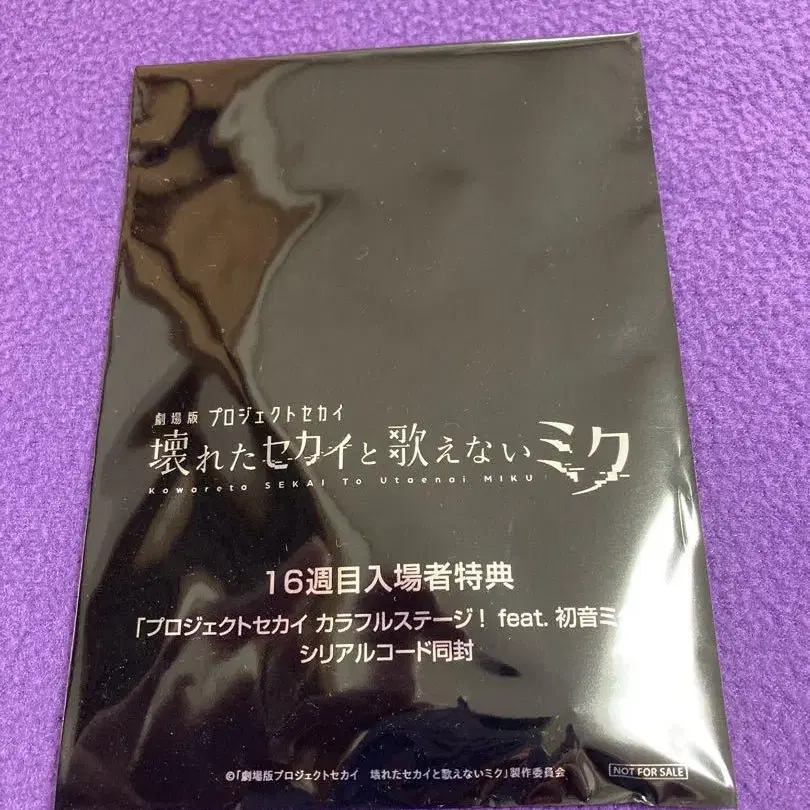 劇場版 プロジェクトセカイ
壊れたセカイと歌えないミク
Kowareta SEKAI To Utaenai MIKU
16週目入場者特典
「プロジェクトセカイ カラフルステージ! feat. 初音ミ
シリアルコード同封
©「劇場版プロジェクトセカイ 壊れたセカイと歌えないミク」製作委員会
NOT FOR SALE